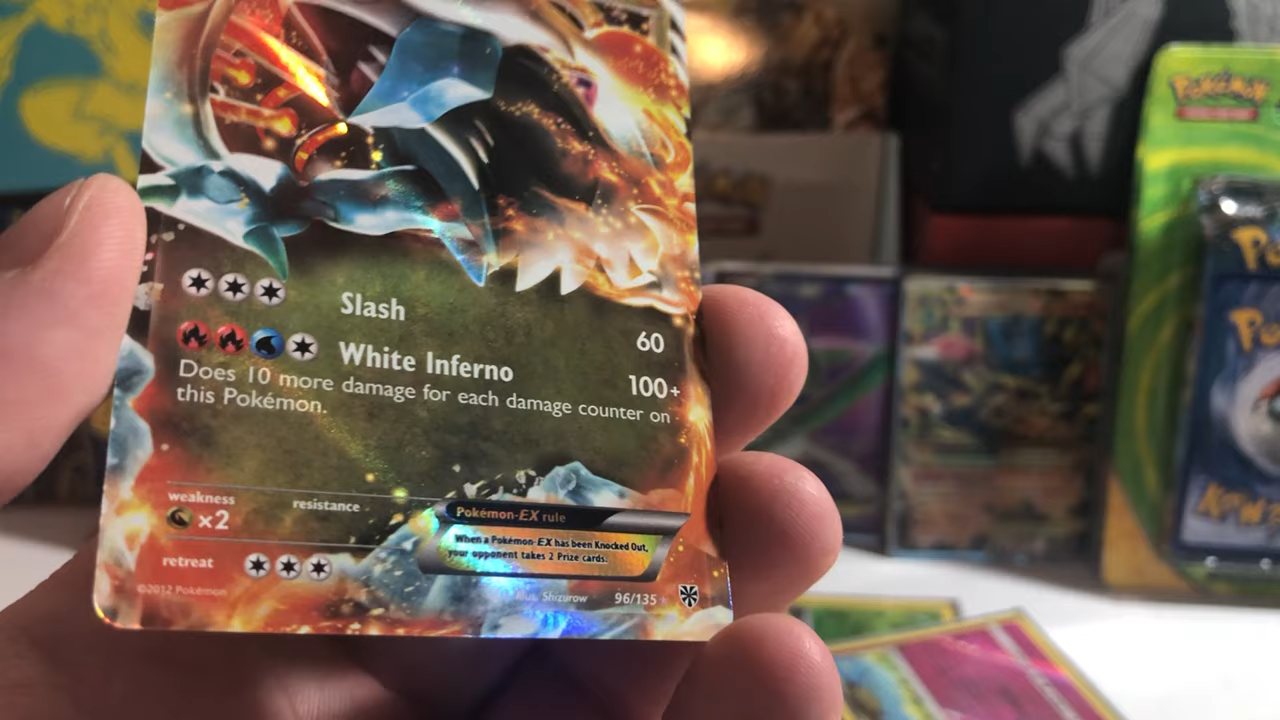 Slash
60
White Inferno
100+
Does 10 more damage for each damage counter on
this Pokémon.
weakness
x2
resistance
Pokémon-EX rule
When a Pokémon-EX has been Knocked Out,
your opponent takes 2 Prize cards.
retreat
©2012 Pokémon
Illus. Shizurow
96/135
Pokémon